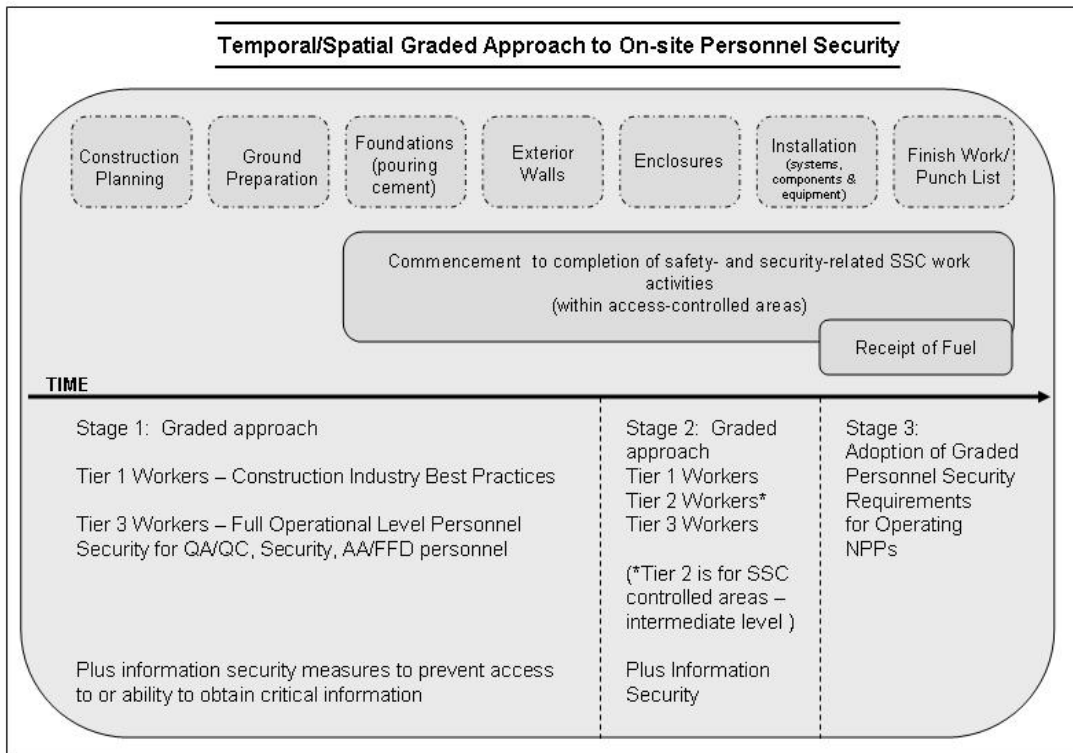 Temporal/Spatial Graded Approach to On-site Personnel Security
Construction
Planning
Ground
Preparation
Foundations
(pouring
cement)
Exterior
Walls
Enclosures
Installation
(systems,
components &
equipment)
Finish Work/
Punch List
Commencement to completion of safety- and security-related SSC work
activities
(within access-controlled areas)
Receipt of Fuel
TIME
Stage 1: Graded approach
Tier 1 Workers – Construction Industry Best Practices
Tier 3 Workers – Full Operational Level Personnel
Security for QA/QC, Security, AA/FFD personnel
Plus information security measures to prevent access
to or ability to obtain critical information
Stage 2: Graded
approach
Tier 1 Workers
Tier 2 Workers*
Tier 3 Workers
(*Tier 2 is for SSC
controlled areas –
intermediate level )
Plus Information
Security
Stage 3:
Adoption of Graded
Personnel Security
Requirements
for Operating
NPPs